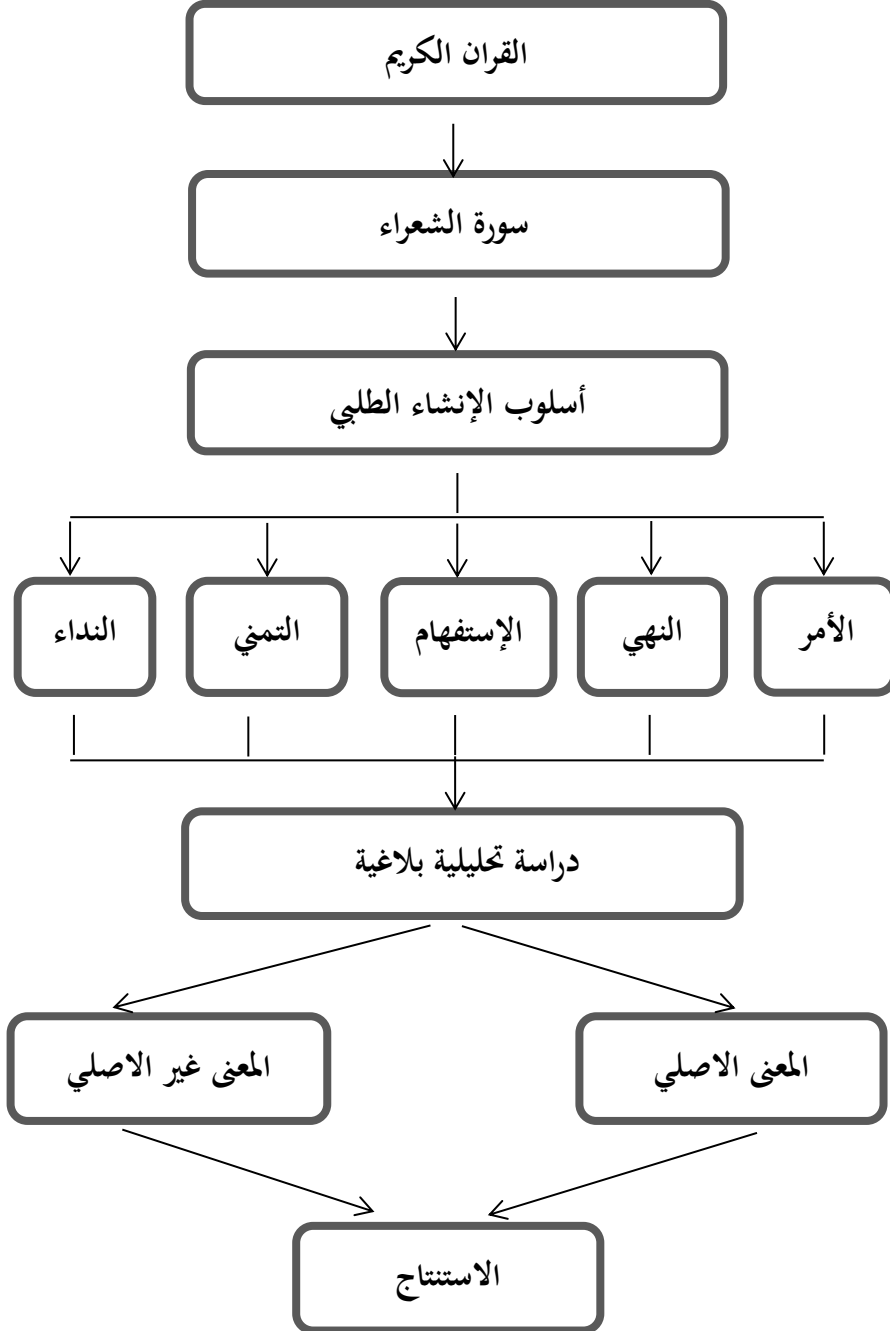 القران الكريم
سورة الشعراء
أسلوب الإنشاء الطلبي
الأمر
النهي
الإستفهام
التمني
النداء
دراسة تحليلية بلاغية
المعنى الاصلي
المعنى غير الاصلي
الاستنتاج